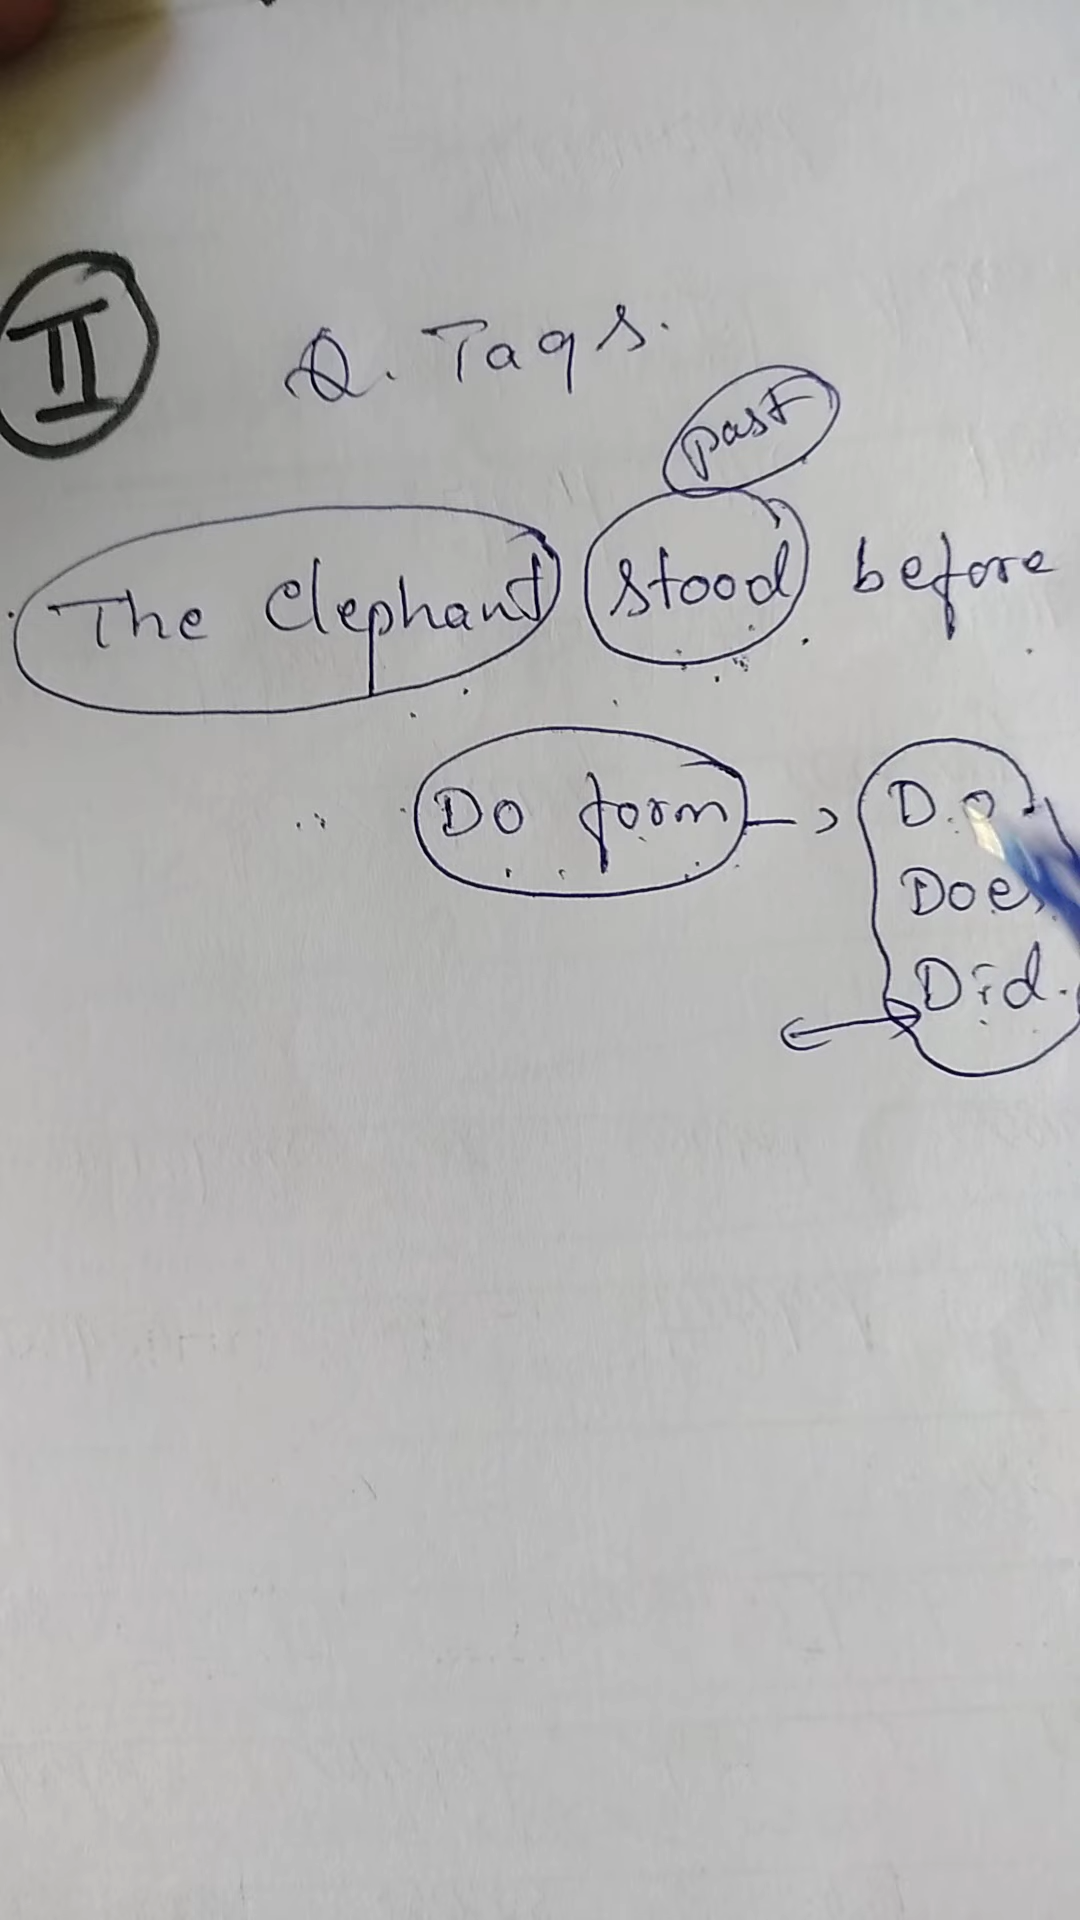 II Q. Tags.
past
The Elephant stood before
Do form → Do
Does
Did.